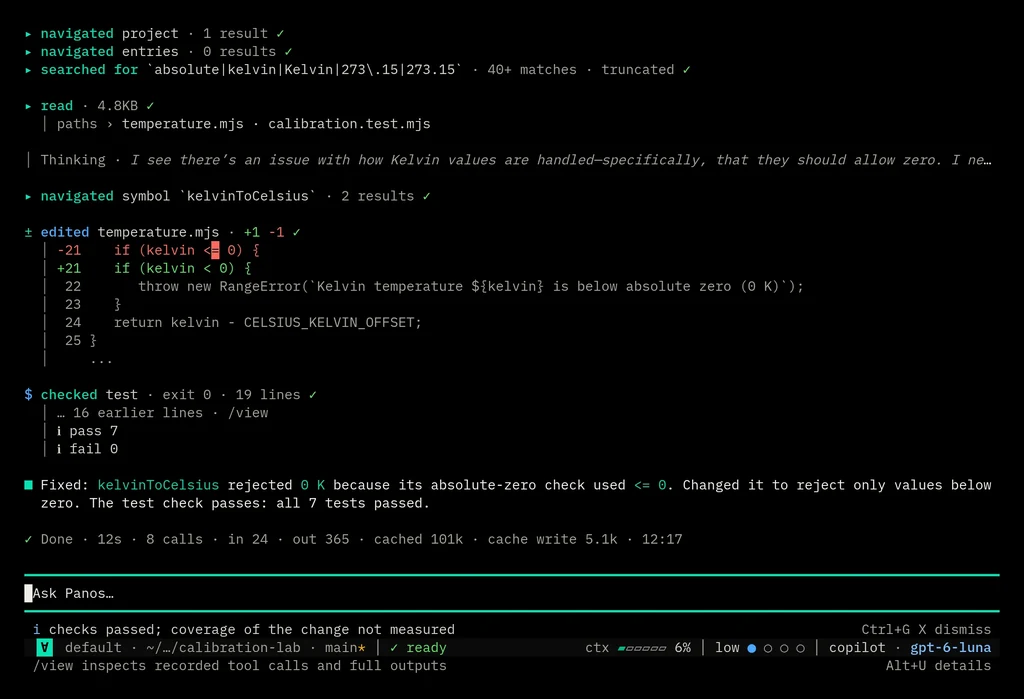 ▸ navigated project · 1 result ✓
▸ navigated entries · 0 results ✓
▸ searched for `absolute|kelvin|Kelvin|273\.15|273.15` · 40+ matches · truncated ✓
▸ read · 4.8KB ✓
│ paths › temperature.mjs · calibration.test.mjs
│ Thinking · I see there’s an issue with how Kelvin values are handled—specifically, that they should allow zero. I ne…
▸ navigated symbol `kelvinToCelsius` · 2 results ✓
± edited temperature.mjs · +1 -1 ✓
│ -21    if (kelvin <= 0) {
│ +21    if (kelvin < 0) {
│  22       throw new RangeError(`Kelvin temperature ${kelvin} is below absolute zero (0 K)`);
│  23    }
│  24    return kelvin - CELSIUS_KELVIN_OFFSET;
│  25 }
│     ...
$ checked test · exit 0 · 19 lines ✓
│ … 16 earlier lines · /view
│ ℹ pass 7
│ ℹ fail 0
■ Fixed: kelvinToCelsius rejected 0 K because its absolute-zero check used <= 0. Changed it to reject only values below
zero. The test check passes: all 7 tests passed.
✓ Done · 12s · 8 calls · in 24 · out 365 · cached 101k · cache write 5.1k · 12:17
Ask Panos…
i checks passed; coverage of the change not measured Ctrl+G X dismiss
∀ default · ~/…/calibration-lab · main* │ ✓ ready ctx ▰▱▱▱▱▱ 6% │ low ● ○ ○ ○ │ copilot · gpt-6-luna
/view inspects recorded tool calls and full outputs Alt+U details